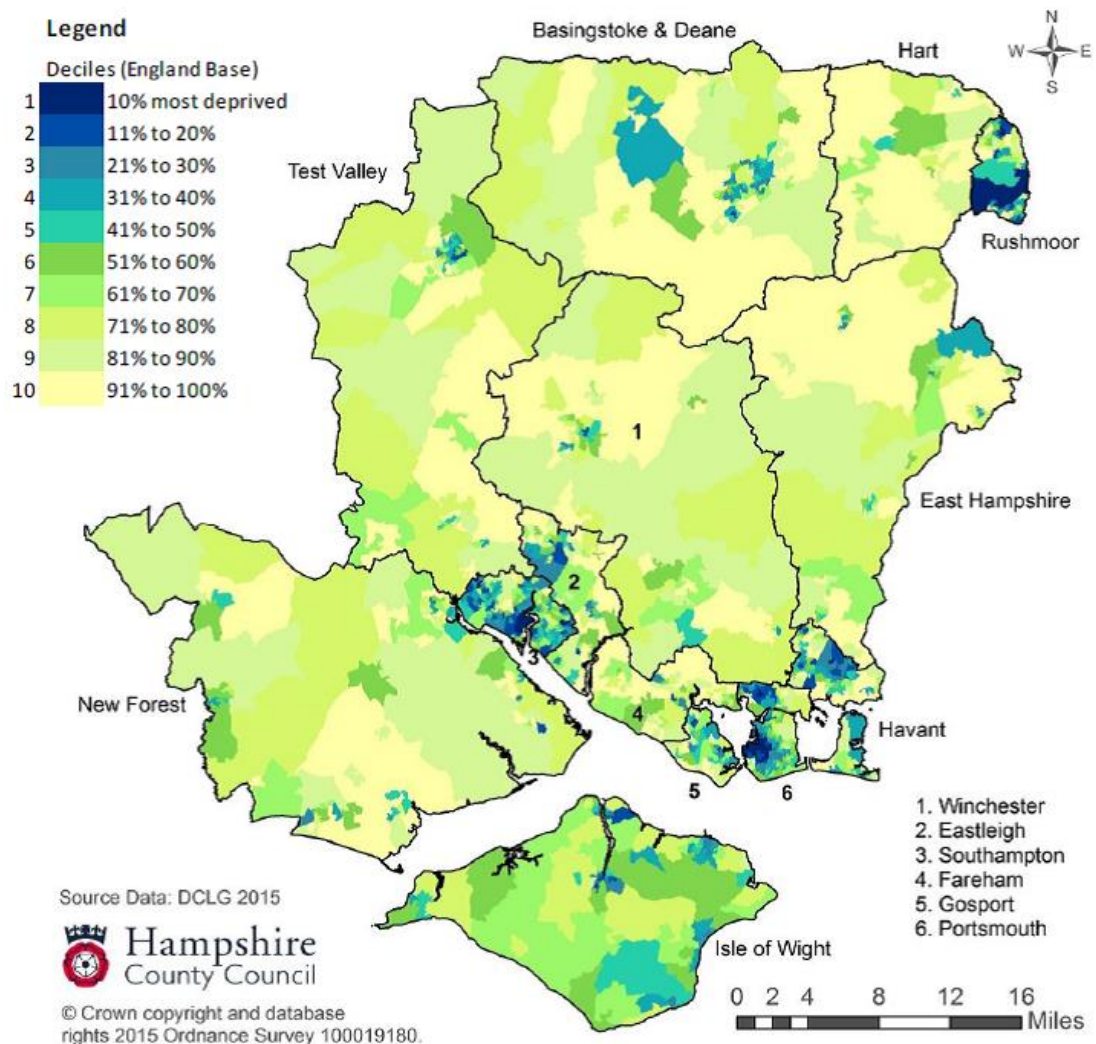 Legend
Deciles (England Base)
1 10% most deprived
2 11% to 20%
3 21% to 30%
4 31% to 40%
5 41% to 50%
6 51% to 60%
7 61% to 70%
8 71% to 80%
9 81% to 90%
10 91% to 100%
Basingstoke & Deane
Hart
N
W E
S
Test Valley
Rushmoor
1
East Hampshire
2
3
New Forest
4
Havant
5
6
1. Winchester
2. Eastleigh
3. Southampton
4. Fareham
5. Gosport
6. Portsmouth
Isle of Wight
Source Data: DCLG 2015
Hampshire
County Council
© Crown copyright and database
rights 2015 Ordnance Survey 100019180.
0 2 4 8 12 16
Miles